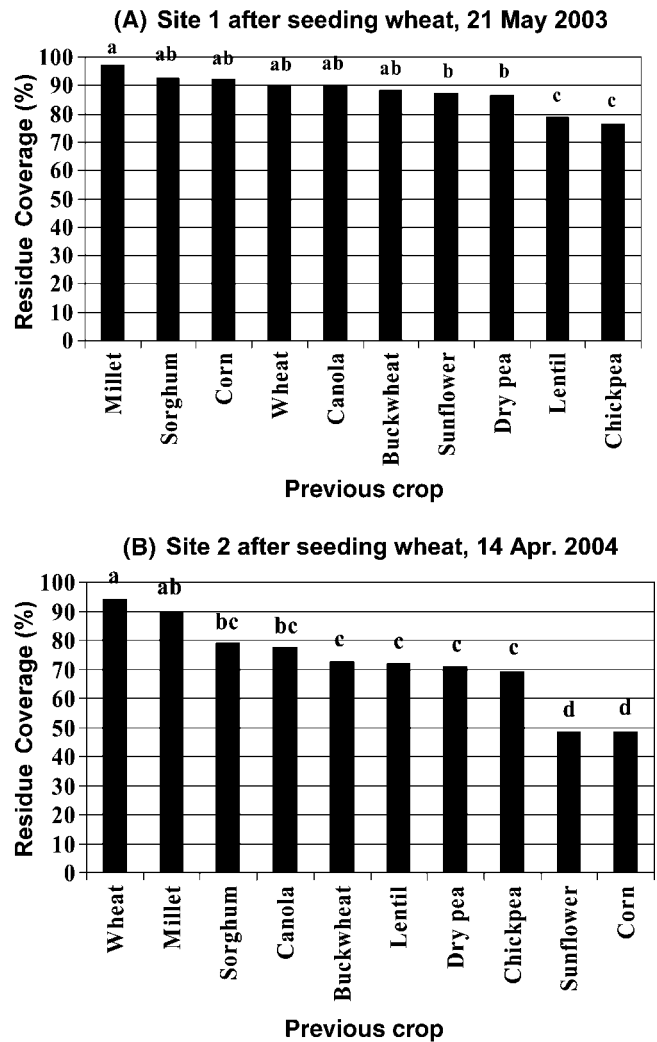 (A) Site 1 after seeding wheat, 21 May 2003
a ab ab ab ab ab b b c c
Residue Coverage (%)
100
90
80
70
60
50
40
30
20
10
0
Millet Sorghum Corn Wheat Canola Buckwheat Sunflower Dry pea Lentil Chickpea
Previous crop
(B) Site 2 after seeding wheat, 14 Apr. 2004
a ab bc bc c c c c d d
Residue Coverage (%)
100
90
80
70
60
50
40
30
20
10
0
Wheat Millet Sorghum Canola Buckwheat Lentil Dry pea Chickpea Sunflower Corn
Previous crop